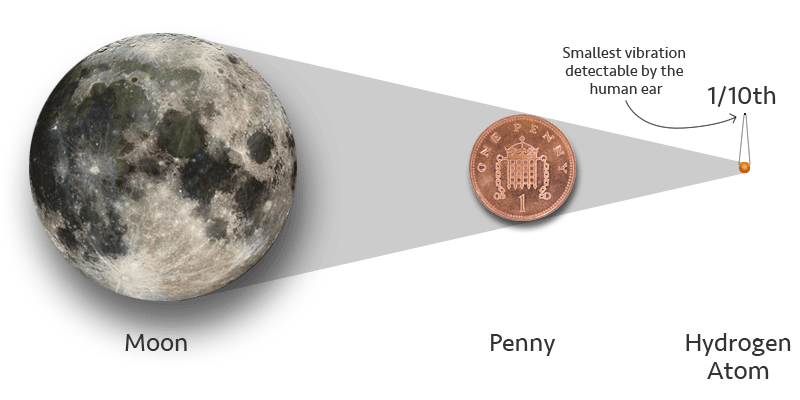 Smallest vibration
detectable by the
human ear
1/10th
ONE PENNY
1
Moon
Penny
Hydrogen
Atom